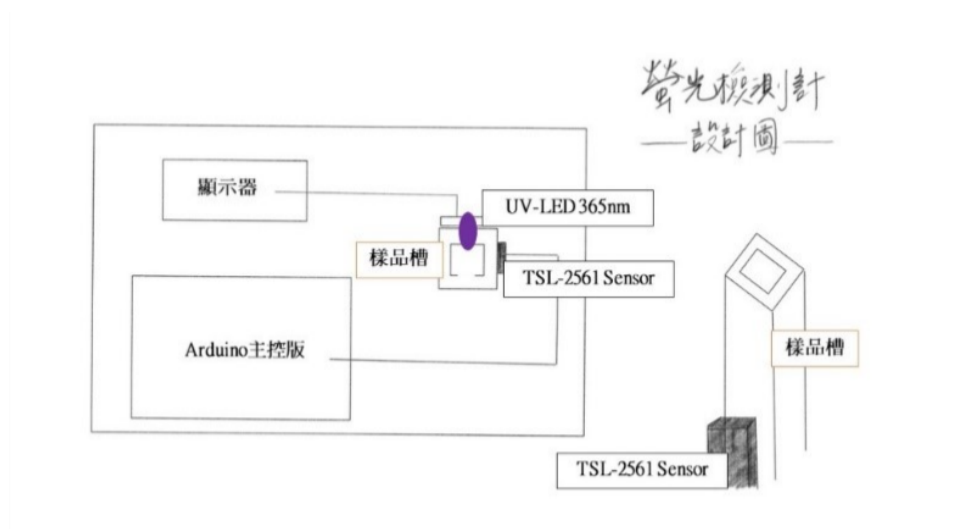 螢光檢測計
設計圖
顯示器
UV-LED 365nm
樣品槽
TSL-2561 Sensor
Arduino主控版
樣品槽
TSL-2561 Sensor